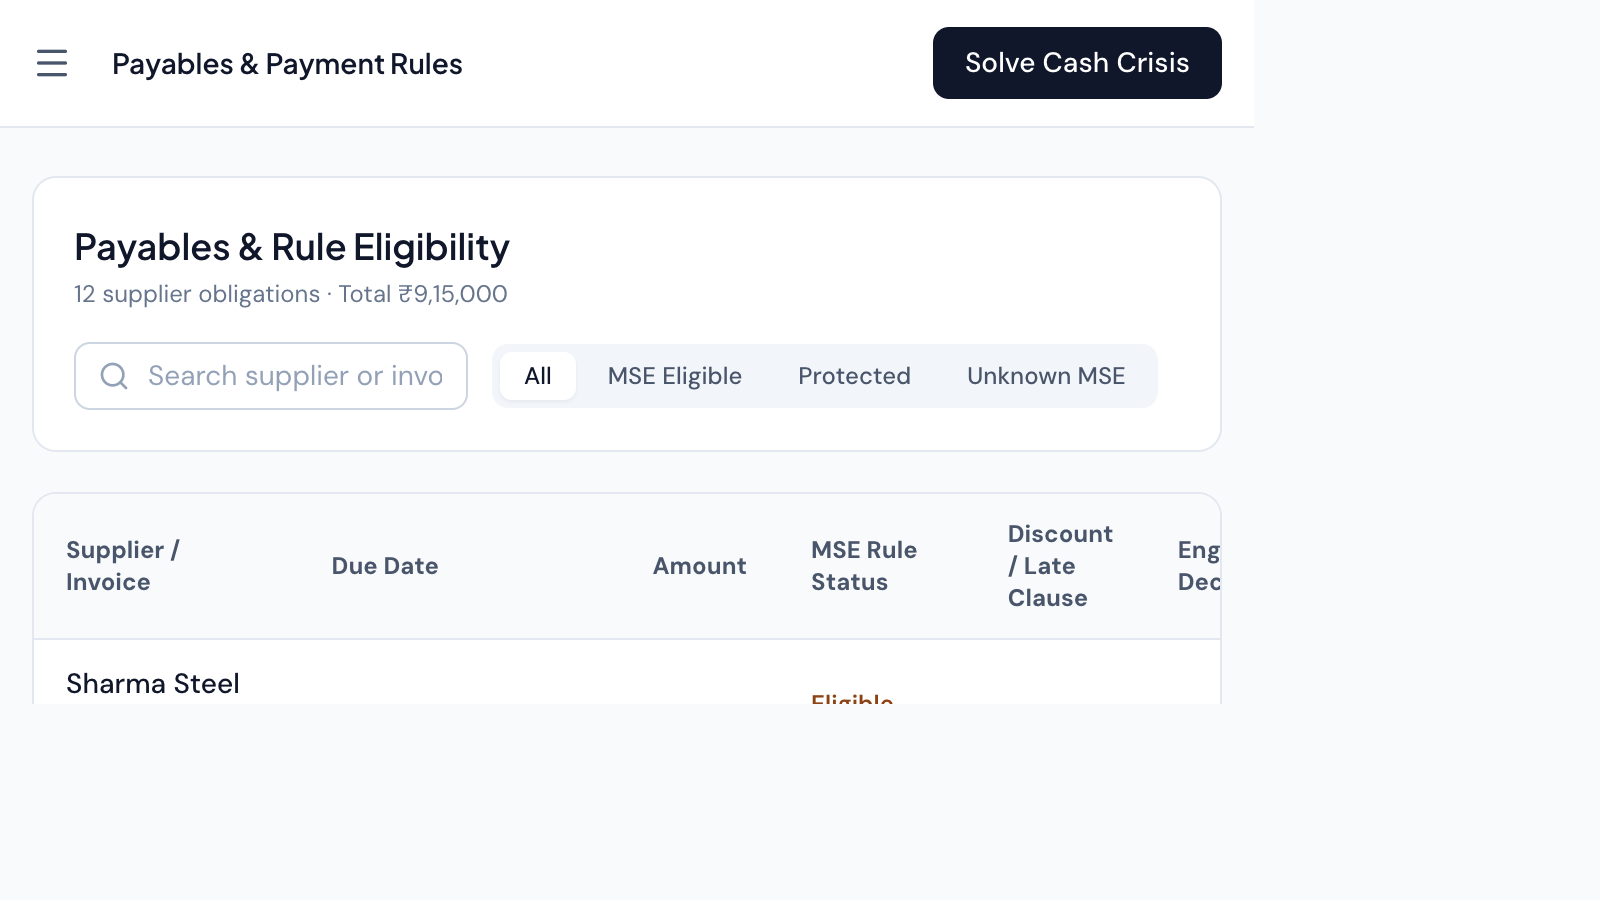 Payables & Payment Rules
Solve Cash Crisis
Payables & Rule Eligibility
12 supplier obligations · Total ₹9,15,000
Search supplier or invo
All
MSE Eligible
Protected
Unknown MSE
Supplier /
Invoice
Due Date
Amount
MSE Rule
Status
Discount
/ Late
Clause
Eng
Dec
Sharma Steel
Eligible